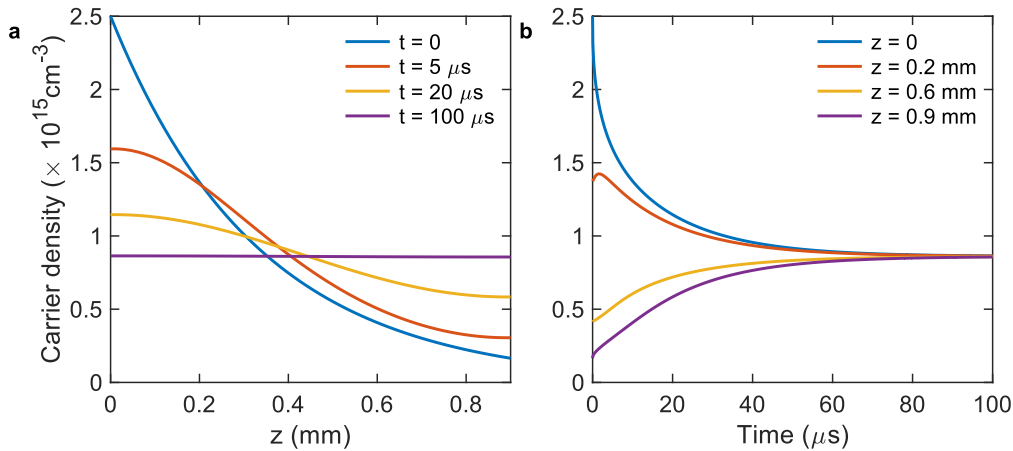 a
Carrier density (× 10^15cm^-3)
2.5
2
1.5
1
0.5
0
0
0.2
0.4
0.6
0.8
z (mm)
t = 0
t = 5 μs
t = 20 μs
t = 100 μs
b
2.5
2
1.5
1
0.5
0
0
20
40
60
80
100
Time (μs)
z = 0
z = 0.2 mm
z = 0.6 mm
z = 0.9 mm